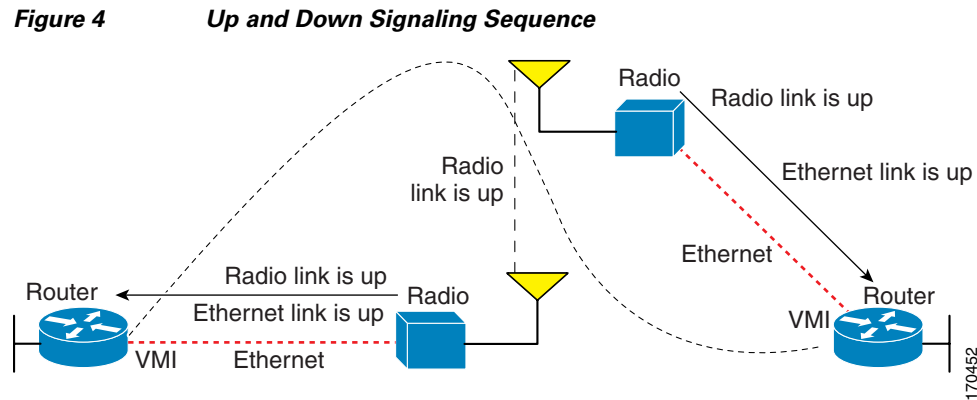 Figure 4 Up and Down Signaling Sequence
Radio
Radio link is up
Radio
link is up
Ethernet link is up
Ethernet
Radio link is up
Router
Radio
Ethernet link is up
VMI
Ethernet
Router
VMI
170452